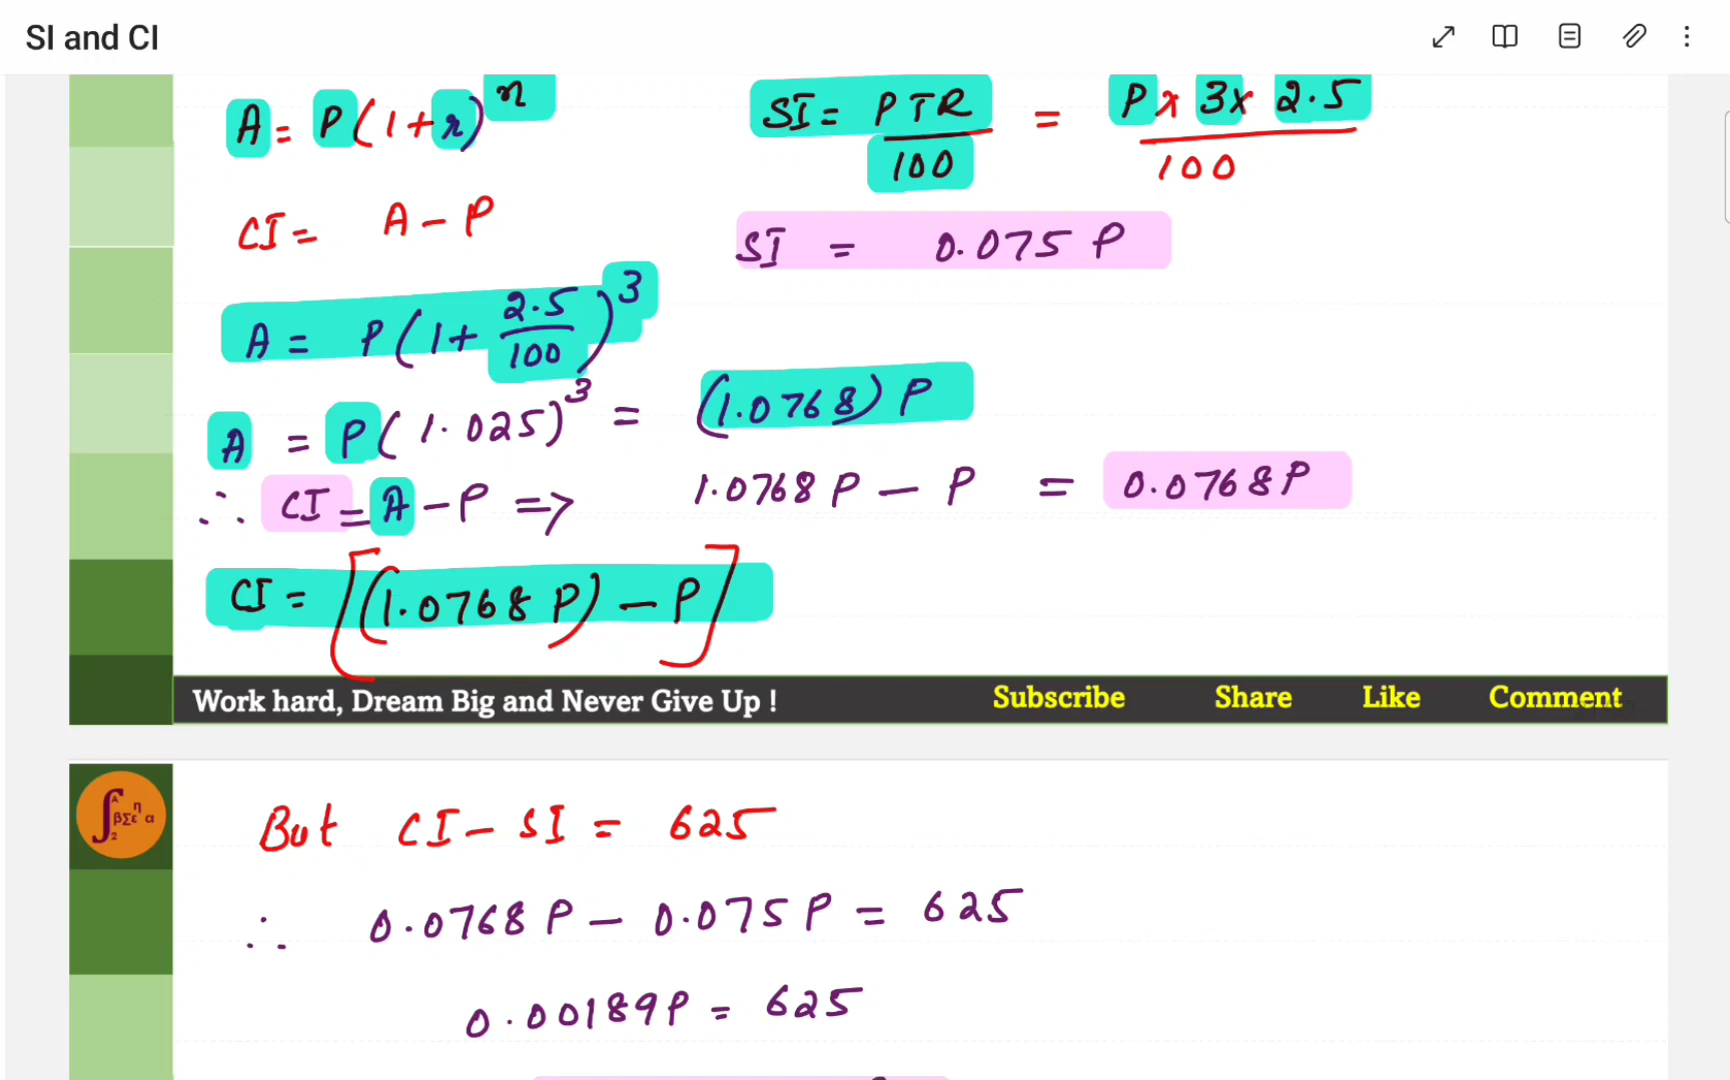 SI and CI
A = P(1+r)^n
SI = PTR/100 = P x 3 x 2.5/100
CI = A - P
SI = 0.075 P
A = P(1+ 2.5/100)^3
A = P(1.025)^3 = (1.0768) P
∴ CI = A - P => 1.0768 P - P = 0.0768P
CI = [(1.0768 P) - P]
Work hard, Dream Big and Never Give Up ! Subscribe Share Like Comment
But CI - SI = 625
∴ 0.0768 P - 0.075 P = 625
0.00189P = 625